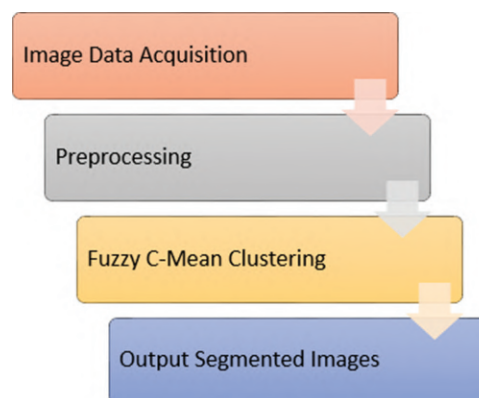 Image Data Acquisition
Preprocessing
Fuzzy C-Mean Clustering
Output Segmented Images